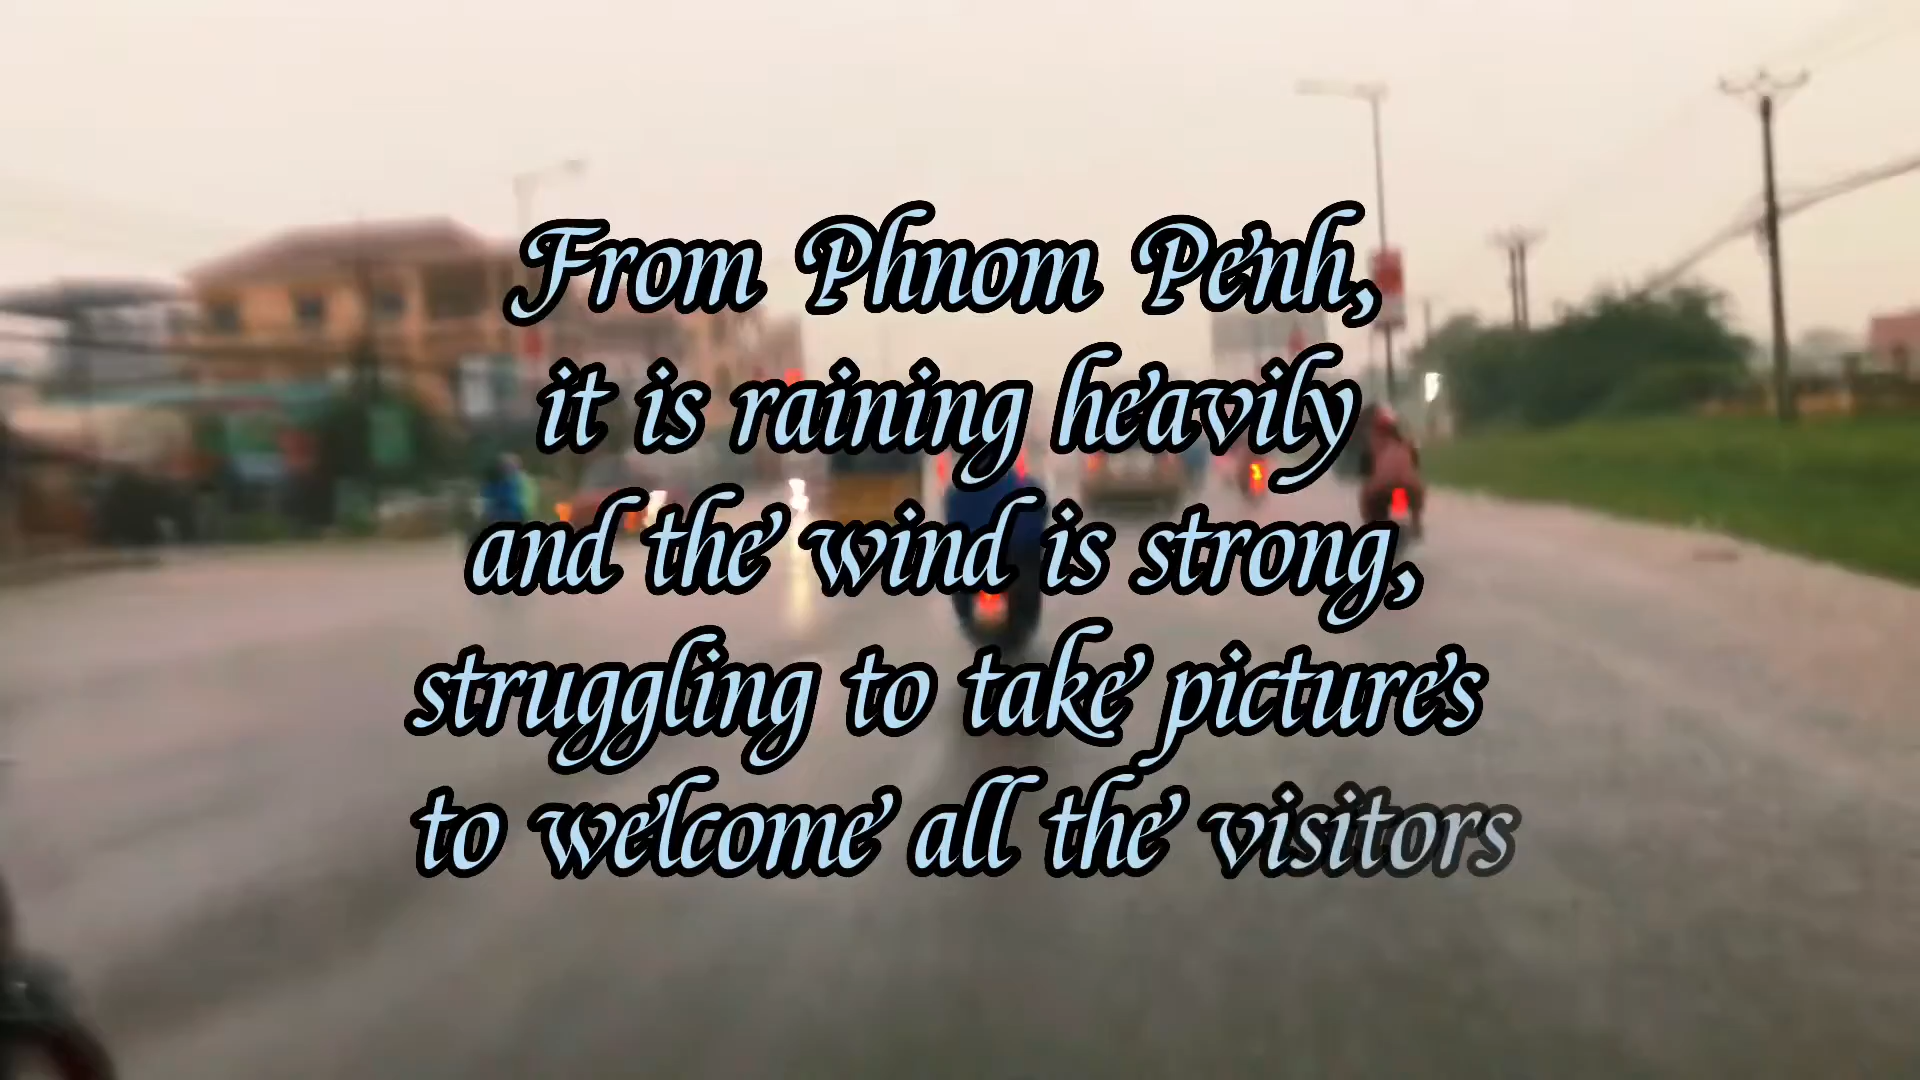 From Phnom Penh,
it is raining heavily
and the wind is strong,
struggling to take pictures
to welcome all the visitors